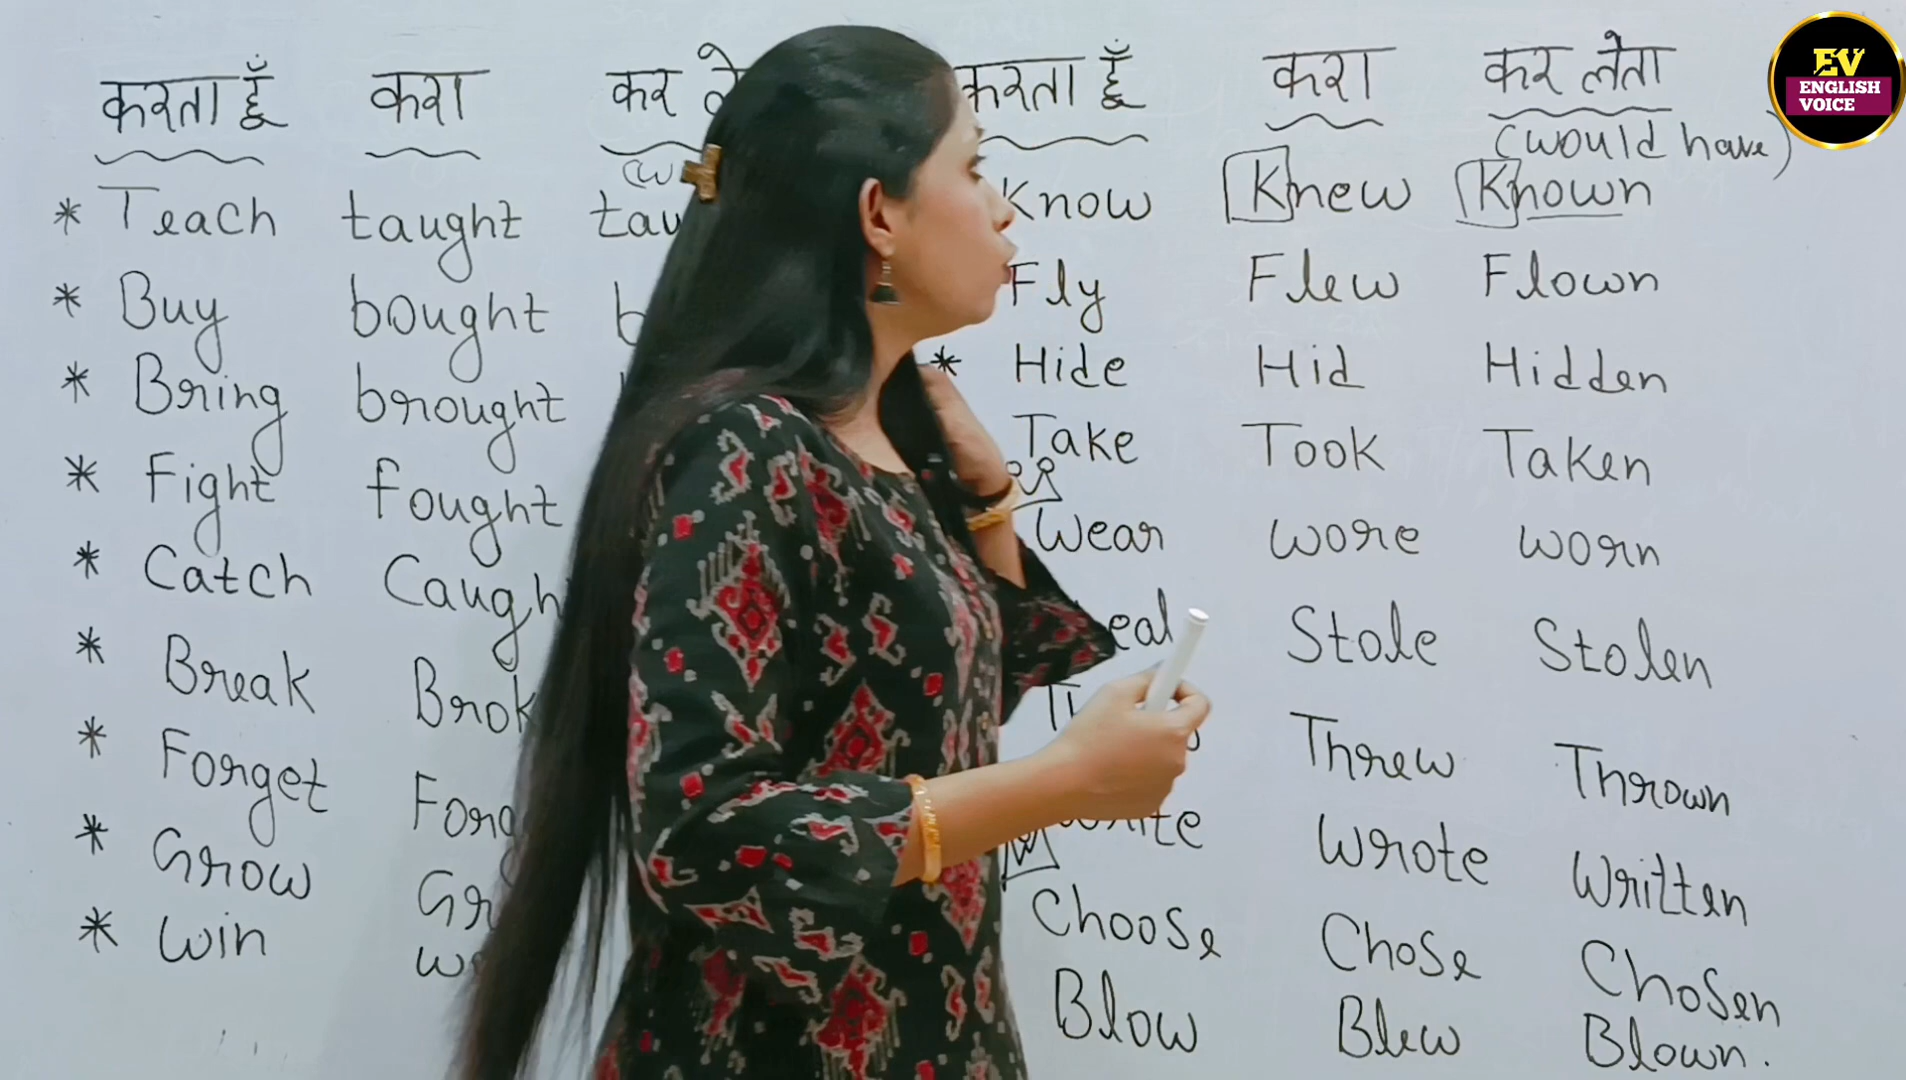 करता हूँ करा कर करता हूँ करा कर लेता
(would have)
* Teach taught Know Knew Known
* Buy bought Fly Flew Flown
* Bring brought * Hide Hid Hidden
* Fight fought Take Took Taken
* Catch Wear wore worn
* Break Stole Stolen
* Forget Threw Thrown
* Grow Wrote Written
* Win Choose Chose Chosen
Blow Blew Blown.
EV
ENGLISH
VOICE